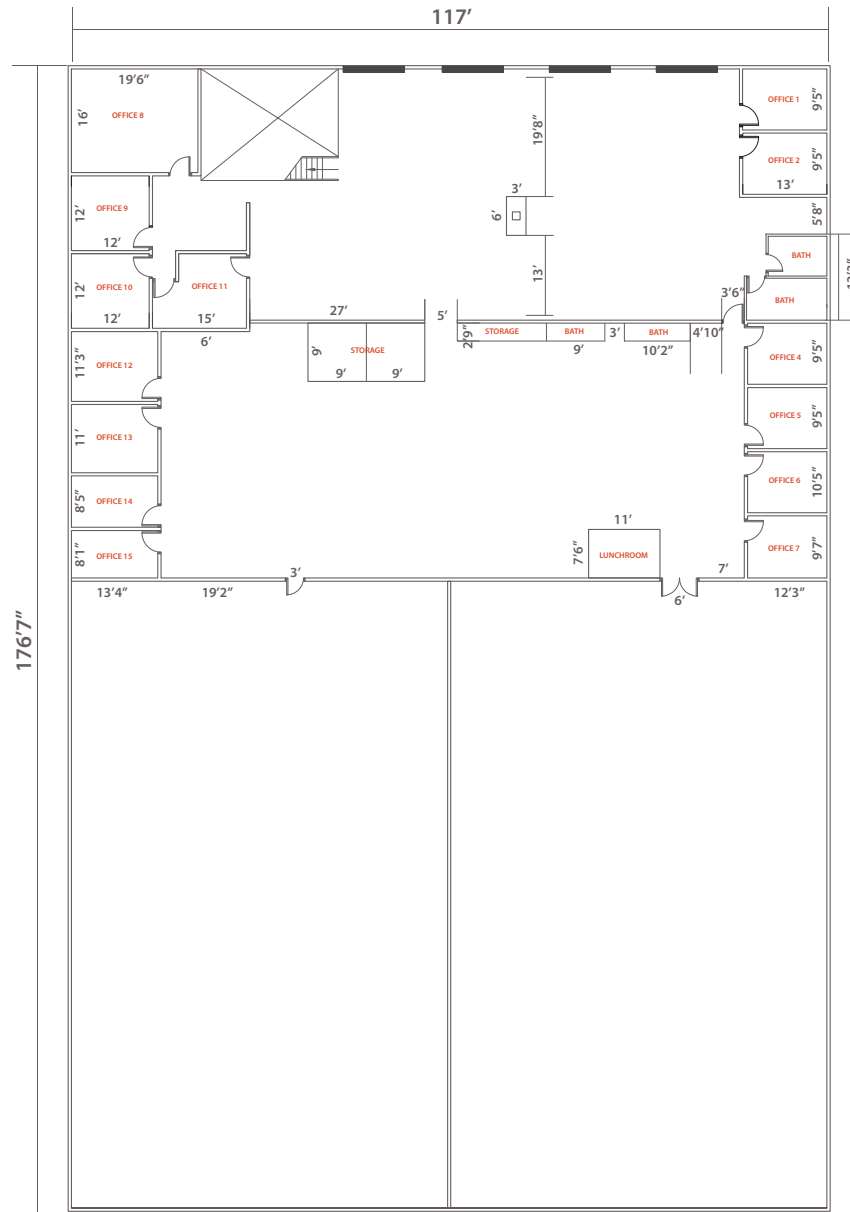 117'
19'6"
16'
OFFICE 8
OFFICE 1
9'5"
19'8"
OFFICE 2
9'5"
13'
3'
6'
5'8"
12'
OFFICE 9
12'
BATH
13'
12'
OFFICE 10
12'
OFFICE 11
15'
3'6"
BATH
27'
5'
6'
9'
STORAGE
9'
9'
2'9"
STORAGE
BATH
9'
3'
BATH
10'2"
4'10"
OFFICE 4
9'5"
11'3"
OFFICE 12
OFFICE 5
9'5"
11'
OFFICE 13
OFFICE 6
10'5"
8'5"
OFFICE 14
11'
7'6"
LUNCHROOM
OFFICE 7
9'7"
8'1"
OFFICE 15
3'
7'
13'4"
19'2"
6'
12'3"
176'7"